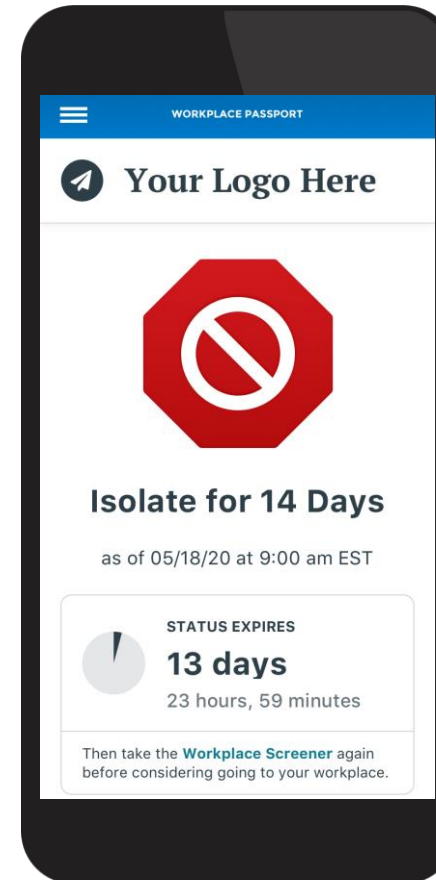 WORKPLACE PASSPORT
Your Logo Here
Isolate for 14 Days
as of 05/18/20 at 9:00 am EST
STATUS EXPIRES
13 days
23 hours, 59 minutes
Then take the Workplace Screener again
before considering going to your workplace.